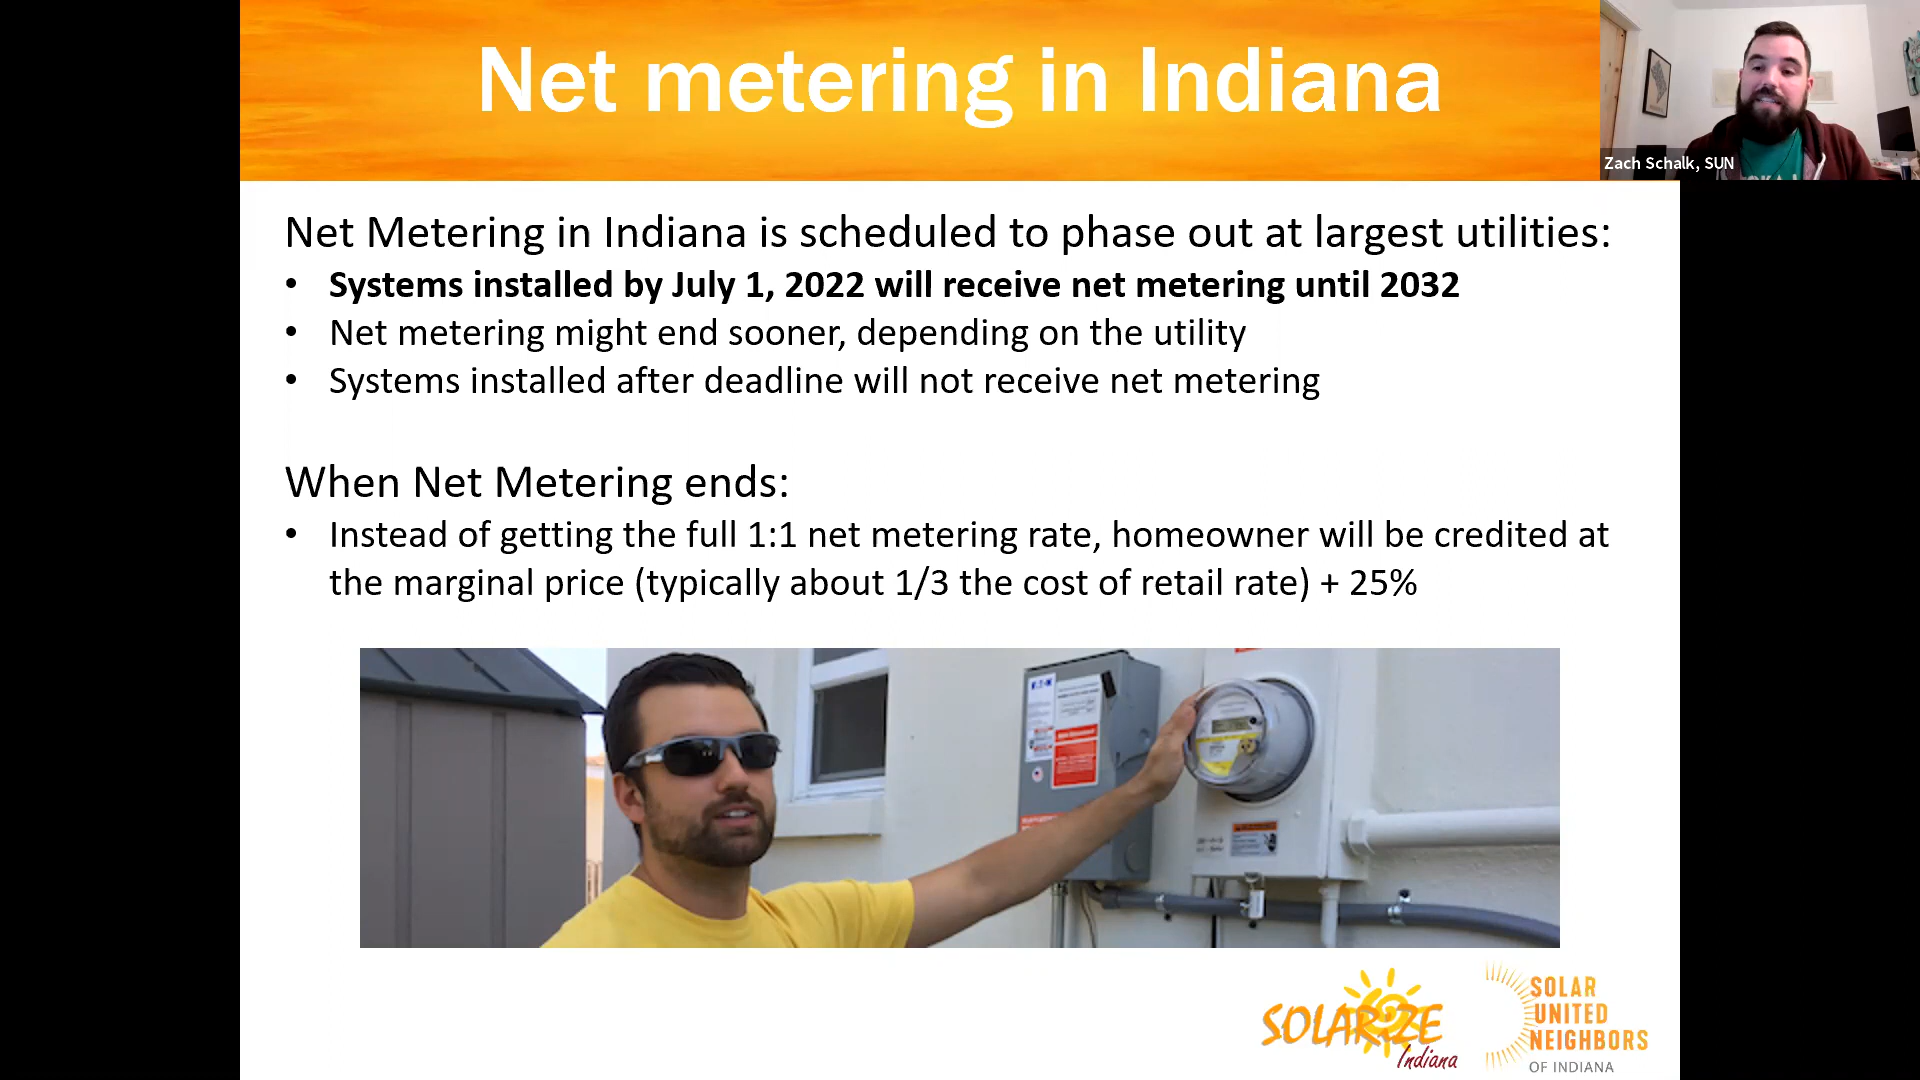 Net metering in Indiana
Zach Schalk, SUN
Net Metering in Indiana is scheduled to phase out at largest utilities:
• Systems installed by July 1, 2022 will receive net metering until 2032
• Net metering might end sooner, depending on the utility
• Systems installed after deadline will not receive net metering
When Net Metering ends:
• Instead of getting the full 1:1 net metering rate, homeowner will be credited at
the marginal price (typically about 1/3 the cost of retail rate) + 25%
SOLARIZE
Indiana
SOLAR
UNITED
NEIGHBORS
OF INDIANA